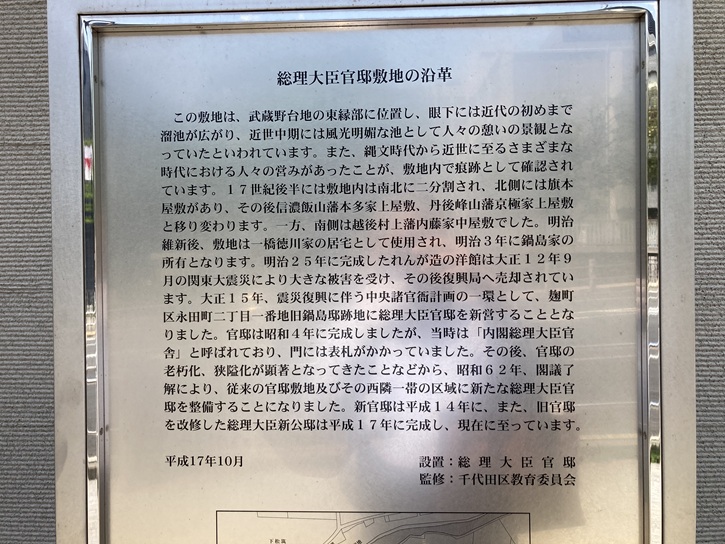 総理大臣官邸敷地の沿革
この敷地は、武蔵野台地の東縁部に位置し、眼下には近代の初めまで
溜池が広がり、近世中期には風光明媚な池として人々の憩いの景観とな
っていたといわれています。また、縄文時代から近世に至るさまざまな
時代における人々の営みがあったことが、敷地内で痕跡として確認され
ています。１７世紀後半には敷地内は南北に二分割され、北側には旗本
屋敷があり、その後信濃飯山藩本多家上屋敷、丹後峰山藩京極家上屋敷
と移り変わります。一方、南側は越後村上藩内藤家中屋敷でした。明治
維新後、敷地は一橋徳川家の居宅として使用され、明治３年に鍋島家の
所有となります。明治２５年に完成したれんが造の洋館は大正１２年９
月の関東大震災により大きな被害を受け、その後復興局へ売却されてい
ます。大正１５年、震災復興に伴う中央諸官衙計画の一環として、麹町
区永田町二丁目一番地旧鍋島邸跡地に総理大臣官邸を新営することとな
りました。官邸は昭和４年に完成しましたが、当時は「内閣総理大臣官
舎」と呼ばれており、門には表札がかかっていました。その後、官邸の
老朽化、狭隘化が顕著となってきたことなどから、昭和６２年、閣議了
解により、従来の官邸敷地及びその西隣一帯の区域に新たな総理大臣官
邸を整備することになりました。新官邸は平成１４年に、また、旧官邸
を改修した総理大臣新公邸は平成１７年に完成し、現在に至っています。
平成17年10月
設置：総理大臣官邸
監修：千代田区教育委員会